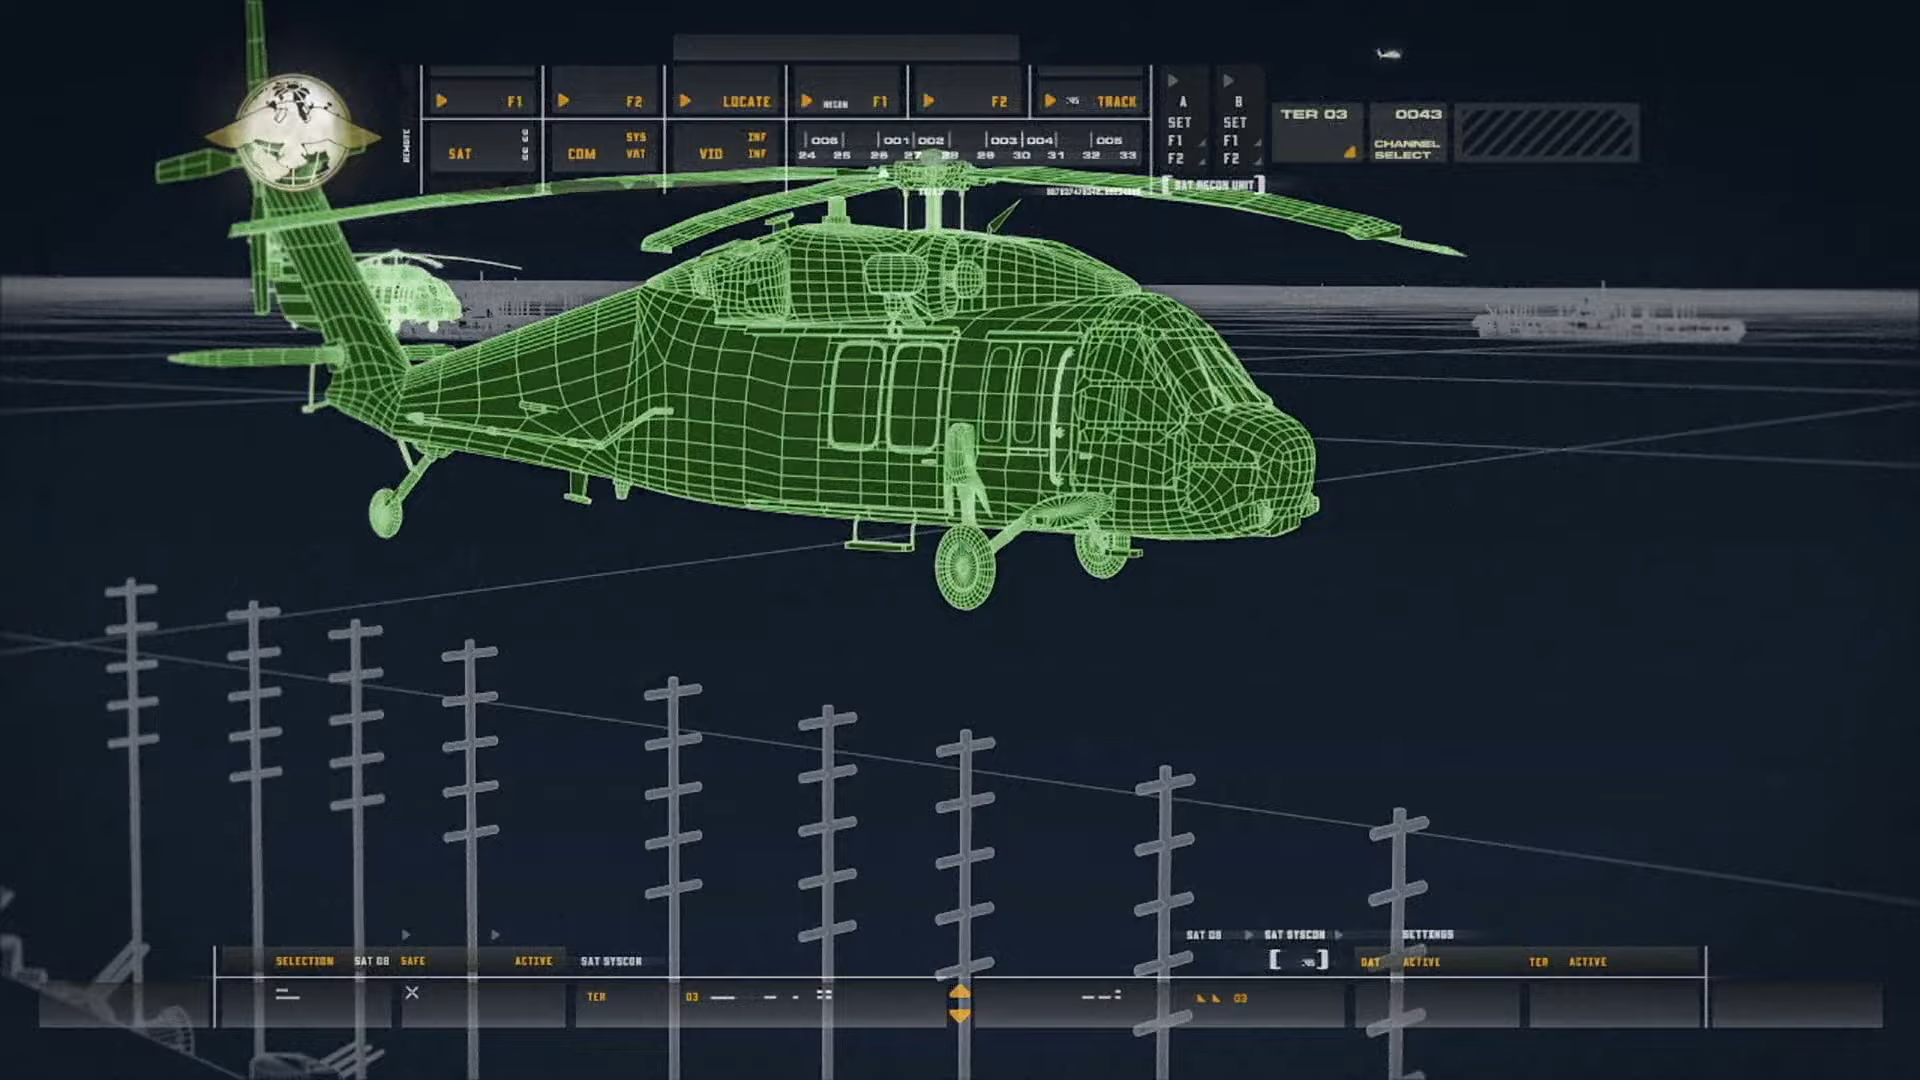 F1 F2 LOCATE RECON F1 F2 TRACK
REMOTE
SAT COM SYS VID INF
INF
006 001 002 003 004 005
24 25 26 27 28 29 30 31 32 33
A
SET
F1
F2
B
SET
F1
F2
TER 03
0043
CHANNEL
SELECT
SAT RECON UNIT
SAT 08 SAT SYSCON SETTINGS
SELECTION SAT 08 SAFE ACTIVE SAT SYSCON
DAT ACTIVE TER ACTIVE
TER 03 03